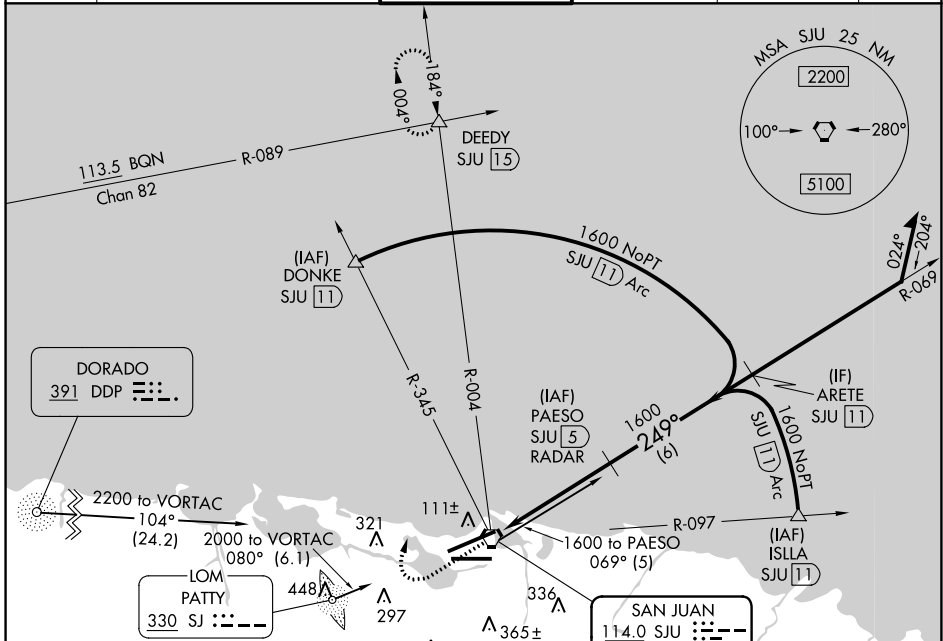 MSA SJU 25 NM
2200
100°
280°
5100
184°
004°
DEEDY
SJU 15
113.5 BQN
R-089
Chan 82
(IAF)
DONKE
SJU 11
1600 NoPT
SJU 11 Arc
024°
204°
R-069
DORADO
391 DDP
R-345
R-004
(IAF)
PAESO
SJU 5
RADAR
1600
249°
(6)
(IF)
ARETE
SJU 11
1600 NoPT
SJU 11 Arc
2200 to VORTAC
104°
(24.2)
2000 to VORTAC
080° (6.1)
321
111±
R-097
1600 to PAESO
069° (5)
(IAF)
ISLLA
SJU 11
LOM
PATTY
330 SJ
448
297
336
365±
SAN JUAN
114.0 SJU